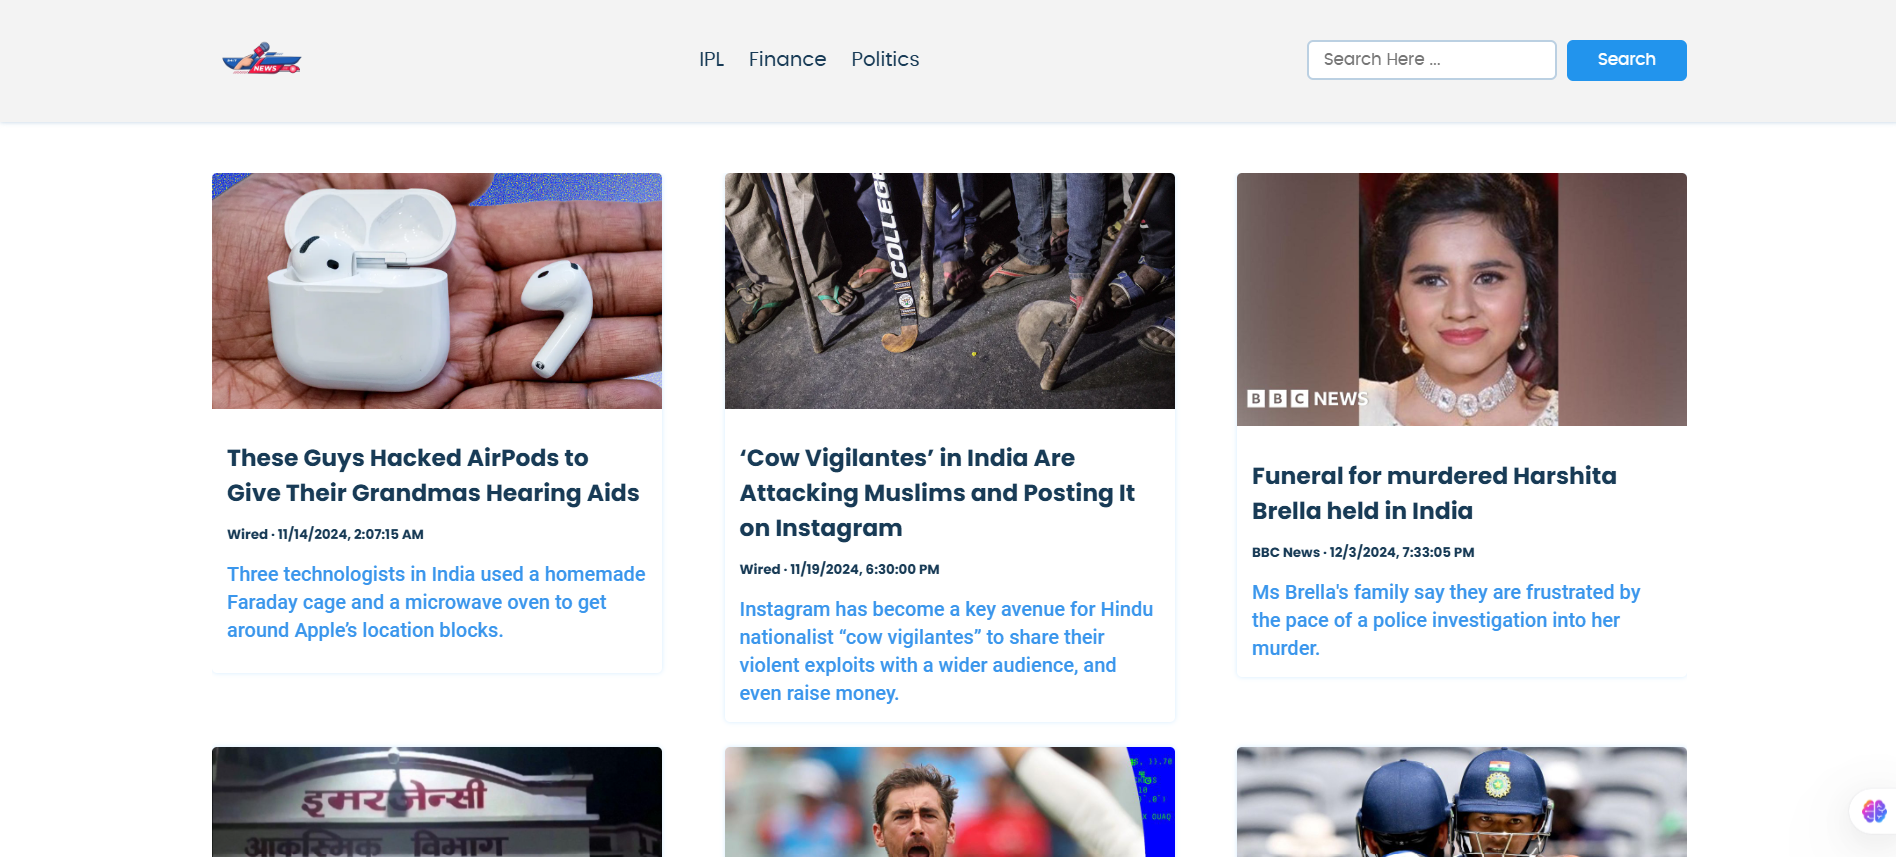 NEWS
IPL Finance Politics
Search Here ...
Search
COLLEGE
BBC NEWS
These Guys Hacked AirPods to
Give Their Grandmas Hearing Aids
Wired · 11/14/2024, 2:07:15 AM
Three technologists in India used a homemade
Faraday cage and a microwave oven to get
around Apple’s location blocks.
‘Cow Vigilantes’ in India Are
Attacking Muslims and Posting It
on Instagram
Wired · 11/19/2024, 6:30:00 PM
Instagram has become a key avenue for Hindu
nationalist “cow vigilantes” to share their
violent exploits with a wider audience, and
even raise money.
Funeral for murdered Harshita
Brella held in India
BBC News · 12/3/2024, 7:33:05 PM
Ms Brella's family say they are frustrated by
the pace of a police investigation into her
murder.
इमरजेन्सी
आकस्मिक विभाग